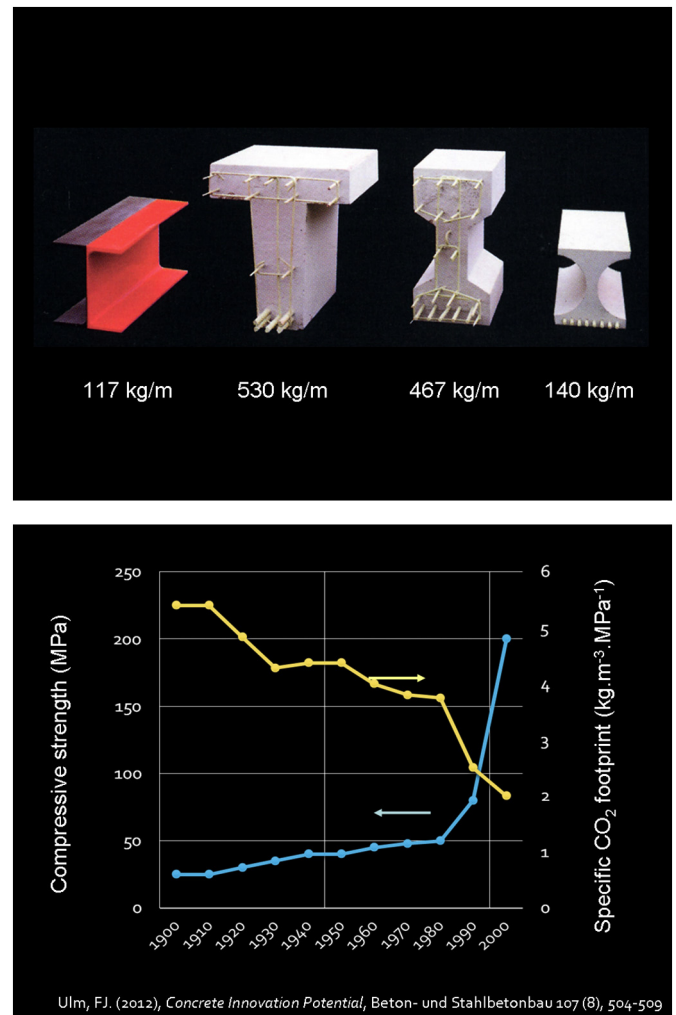 117 kg/m 530 kg/m 467 kg/m 140 kg/m
Compressive strength (MPa)
250
200
150
100
50
0
6
5
4
3
2
1
0
Specific CO₂ footprint (kg.m⁻³.MPa⁻¹)
1900 1910 1920 1930 1940 1950 1960 1970 1980 1990 2000
Ulm, FJ. (2012), Concrete Innovation Potential, Beton- und Stahlbetonbau 107 (8), 504-509